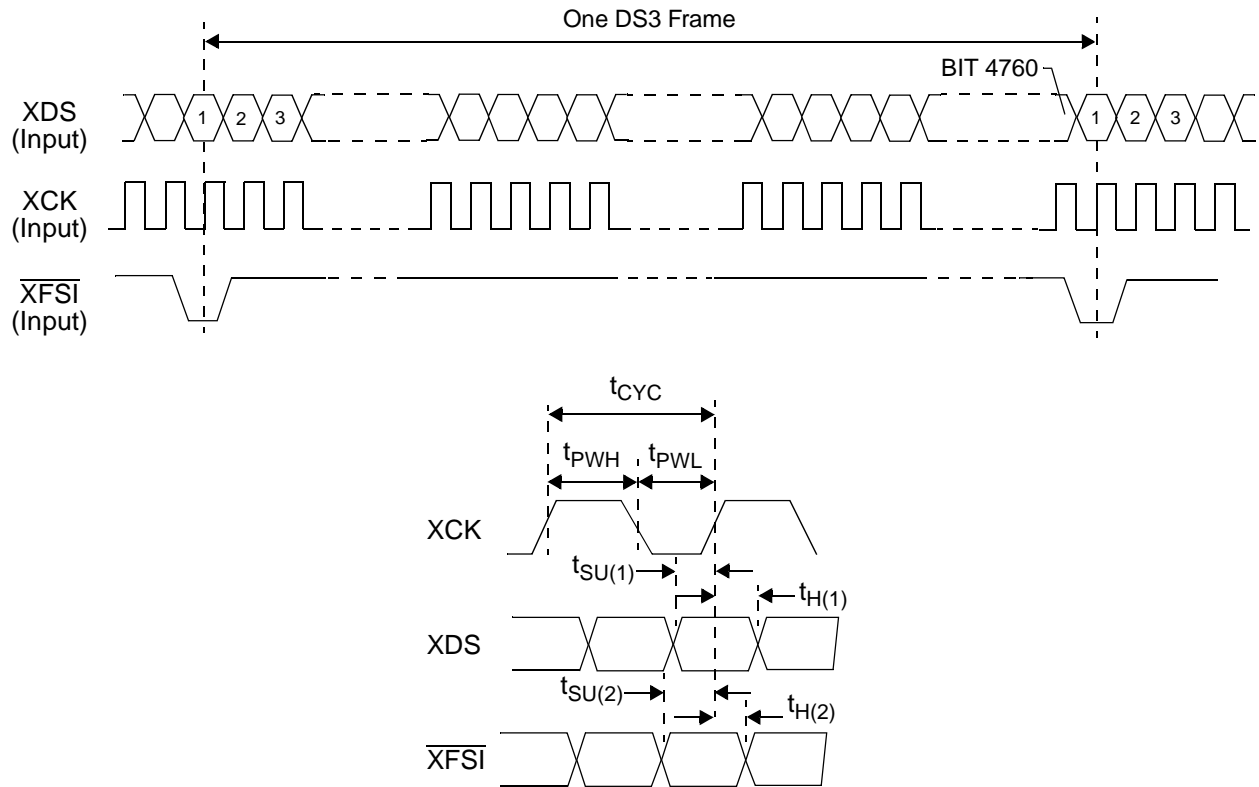 One DS3 Frame
BIT 4760
XDS
(Input)
1 2 3
1 2 3
XCK
(Input)
XFSI
(Input)
tCYC
tPWH
tPWL
XCK
tSU(1)
tH(1)
XDS
tSU(2)
tH(2)
XFSI